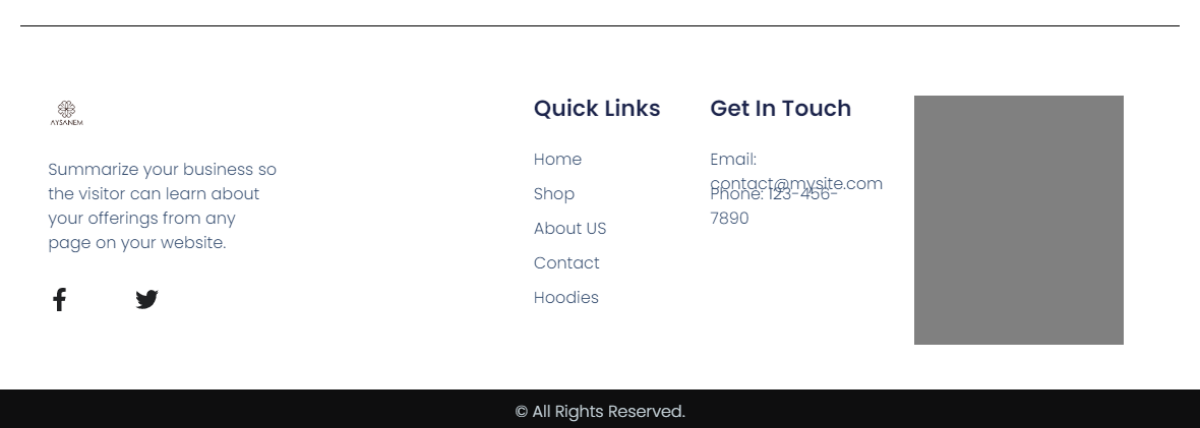 AYSANEM
Summarize your business so
the visitor can learn about
your offerings from any
page on your website.
Quick Links
Home
Shop
About US
Contact
Hoodies
Get In Touch
Email:
contact@mysite.com
Phone: 123-456-
7890
© All Rights Reserved.